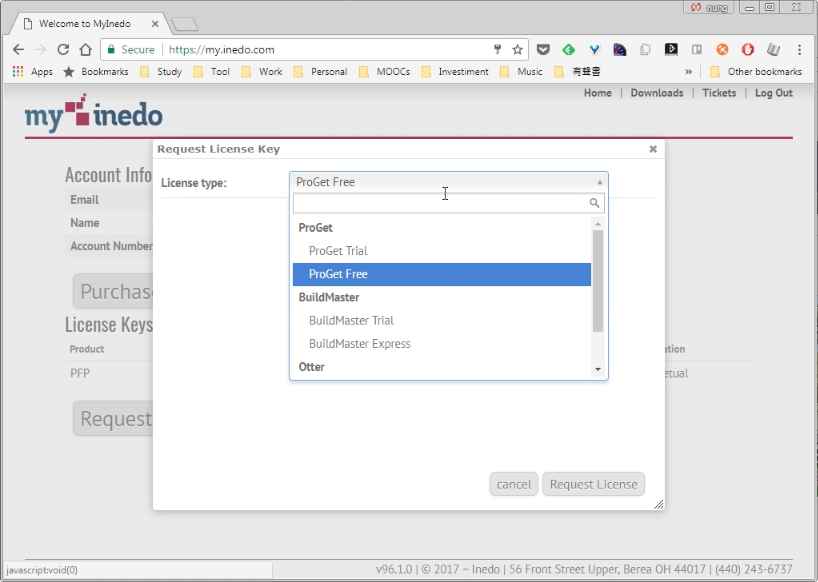 nung
Welcome to MyInedo
Secure https://my.inedo.com
Apps Bookmarks Study Tool Work Personal MOOCs Investiment Music 有聲書 » Other bookmarks
my inedo
Home | Downloads | Tickets | Log Out
Request License Key
Account Info
License type:
ProGet Free
Email
Name
Account Number
ProGet
ProGet Trial
ProGet Free
Purchas
BuildMaster
License Keys
BuildMaster Trial
Product
BuildMaster Express
ation
PFP
Otter
etual
Request
cancel
Request License
javascript:void(0)
v96.1.0 | © 2017 ~ Inedo | 56 Front Street Upper, Berea OH 44017 | (440) 243-6737